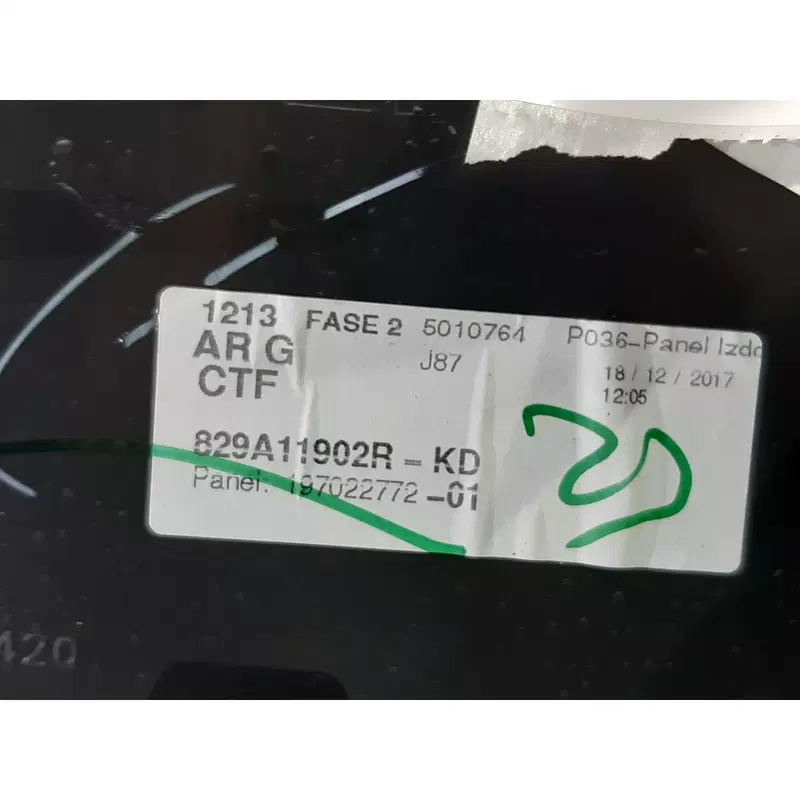 1213 FASE 2 5010764 P036-Panel Izdo
AR G J87 18 / 12 / 2017
CTF 12:05
829A11902R - KD
Panel: 197022772 -01
420